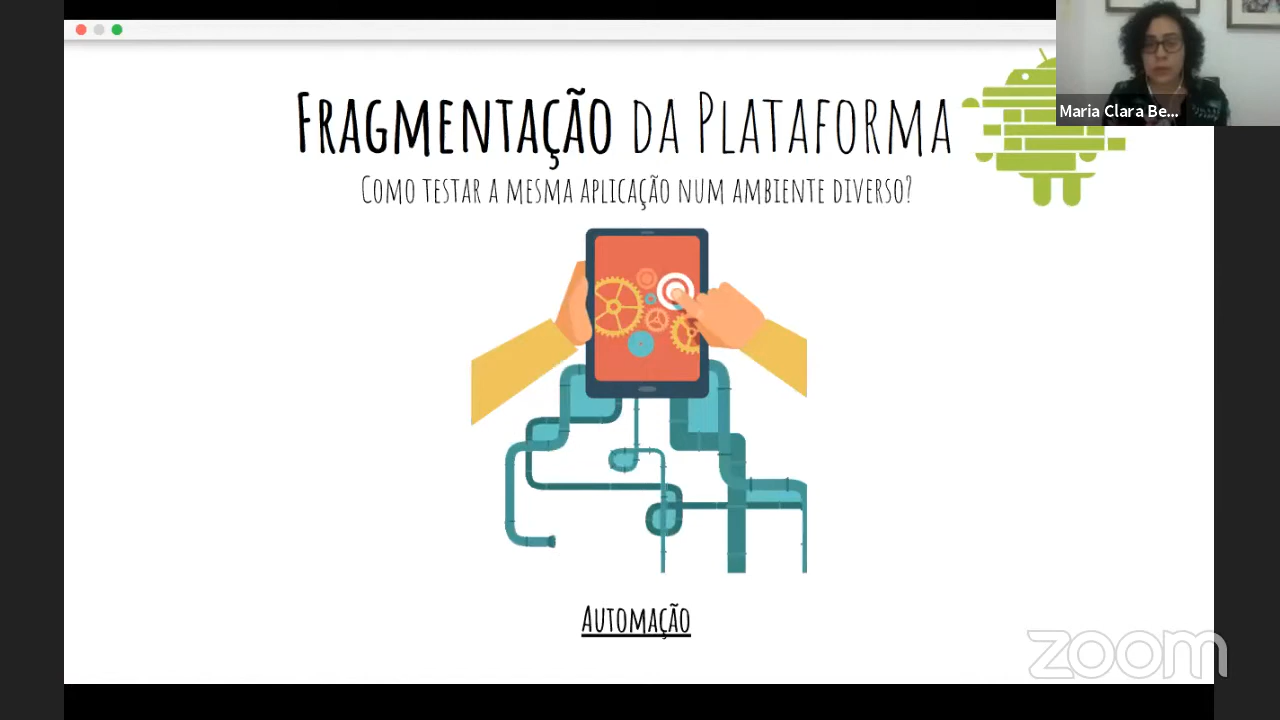 Fragmentação da Plataforma
Como testar a mesma aplicação num ambiente diverso?
Maria Clara Be...
Automação
zoom